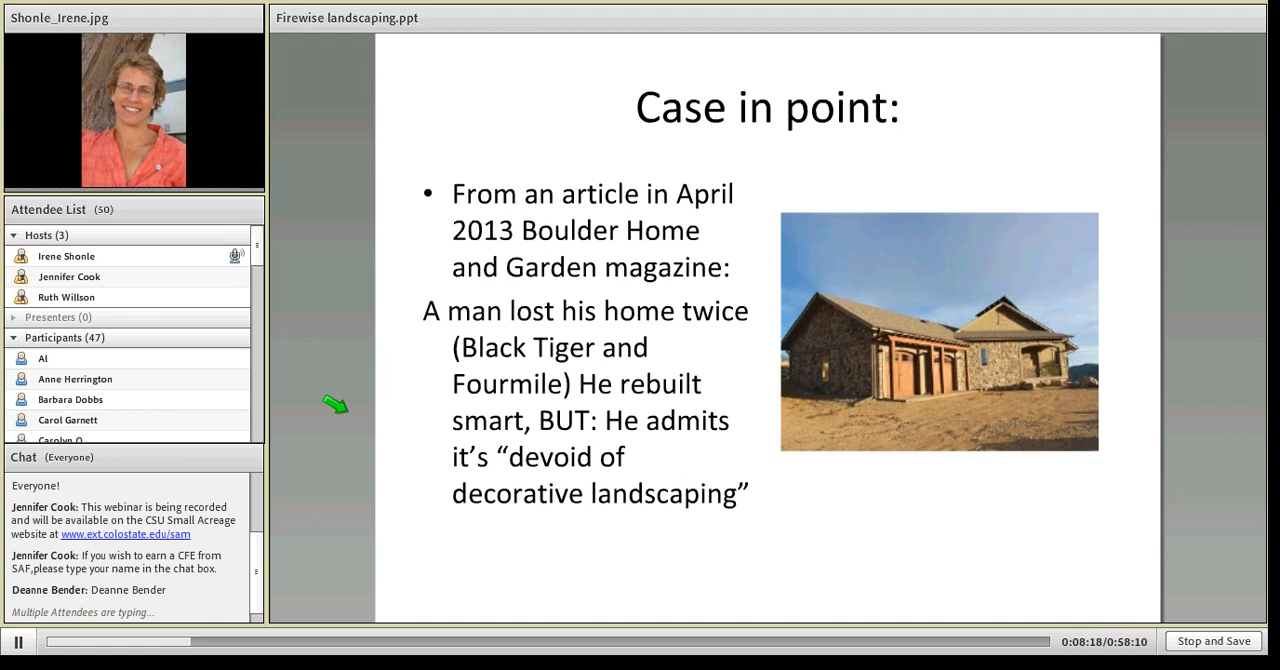 Shonle_Irene.jpg
Attendee List (50)
Hosts (3)
Irene Shonle
Jennifer Cook
Ruth Willson
Presenters (0)
Participants (47)
Al
Anne Herrington
Barbara Dobbs
Carol Garnett
Carolyn O
Chat (Everyone)
Everyone!
Jennifer Cook: This webinar is being recorded
and will be available on the CSU Small Acreage
website at www.ext.colostate.edu/sam
Jennifer Cook: If you wish to earn a CFE from
SAF,please type your name in the chat box.
Deanne Bender: Deanne Bender
Multiple Attendees are typing...
Firewise landscaping.ppt
Case in point:
• From an article in April
2013 Boulder Home
and Garden magazine:
A man lost his home twice
(Black Tiger and
Fourmile) He rebuilt
smart, BUT: He admits
it’s “devoid of
decorative landscaping”
0:08:18/0:58:10
Stop and Save